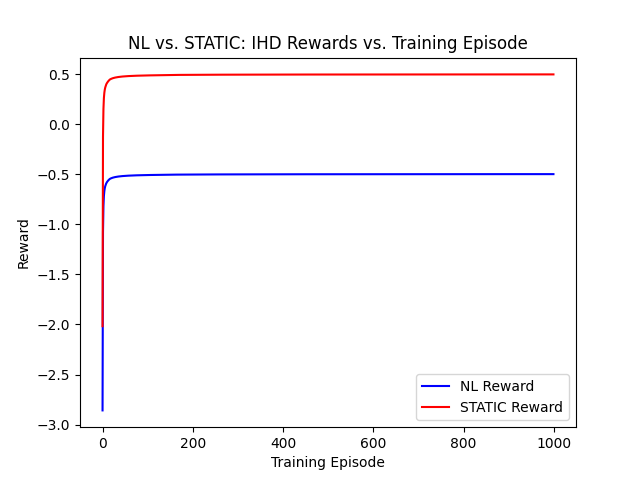 NL vs. STATIC: IHD Rewards vs. Training Episode
Reward
0.5
0.0
−0.5
−1.0
−1.5
−2.0
−2.5
−3.0
0 200 400 600 800 1000
Training Episode
NL Reward
STATIC Reward